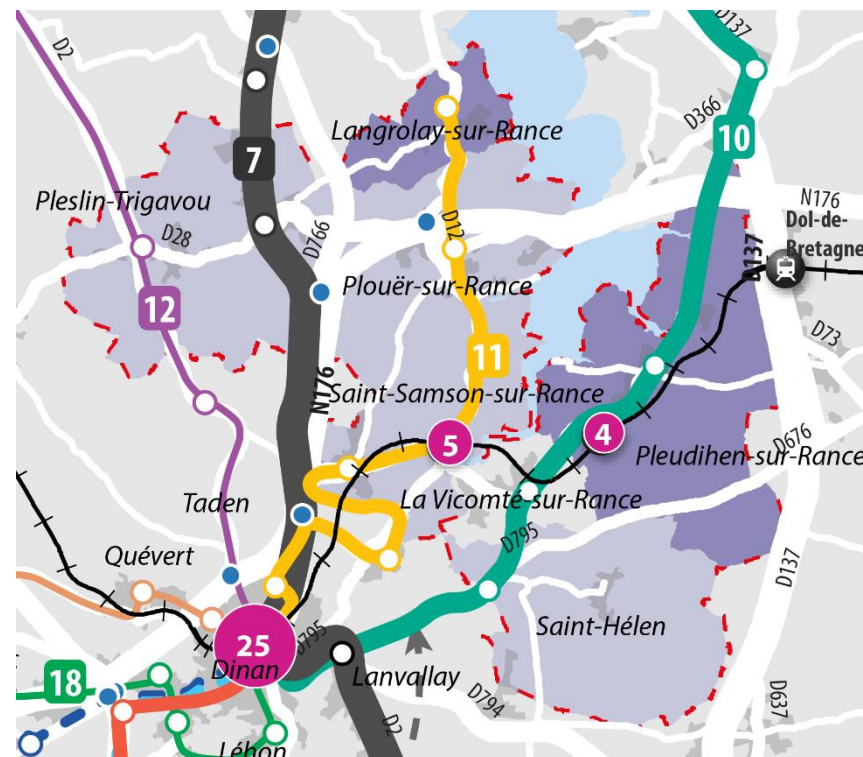 D137
D2
D366
Langrolay-sur-Rance
10
7
Pleslin-Trigavou
N176
D12
Dol-de-
Bretagne
D28
D766
D137
Plouër-sur-Rance
12
11
D73
N176
Saint-Samson-sur-Rance
5
4
D676
Pleudihen-sur-Rance
Taden
La Vicomté-sur-Rance
D795
Quévert
D137
Saint-Hélen
25
D795
Dinan
Lanvallay
18
D794
D637
D2
Léhon